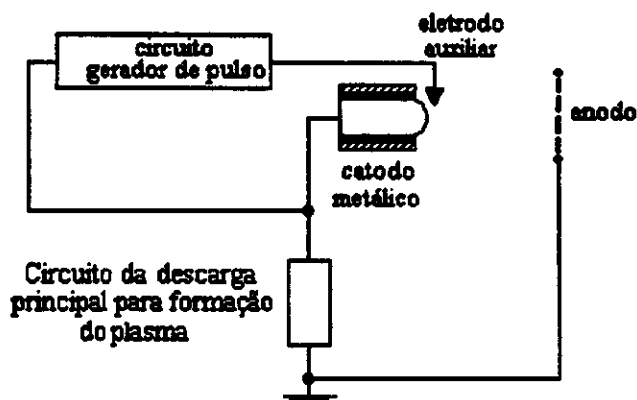 circuito
gerador de pulso
eletrodo
auxiliar
anodo
catodo
metálico
Circuito da descarga
principal para formação
do plasma